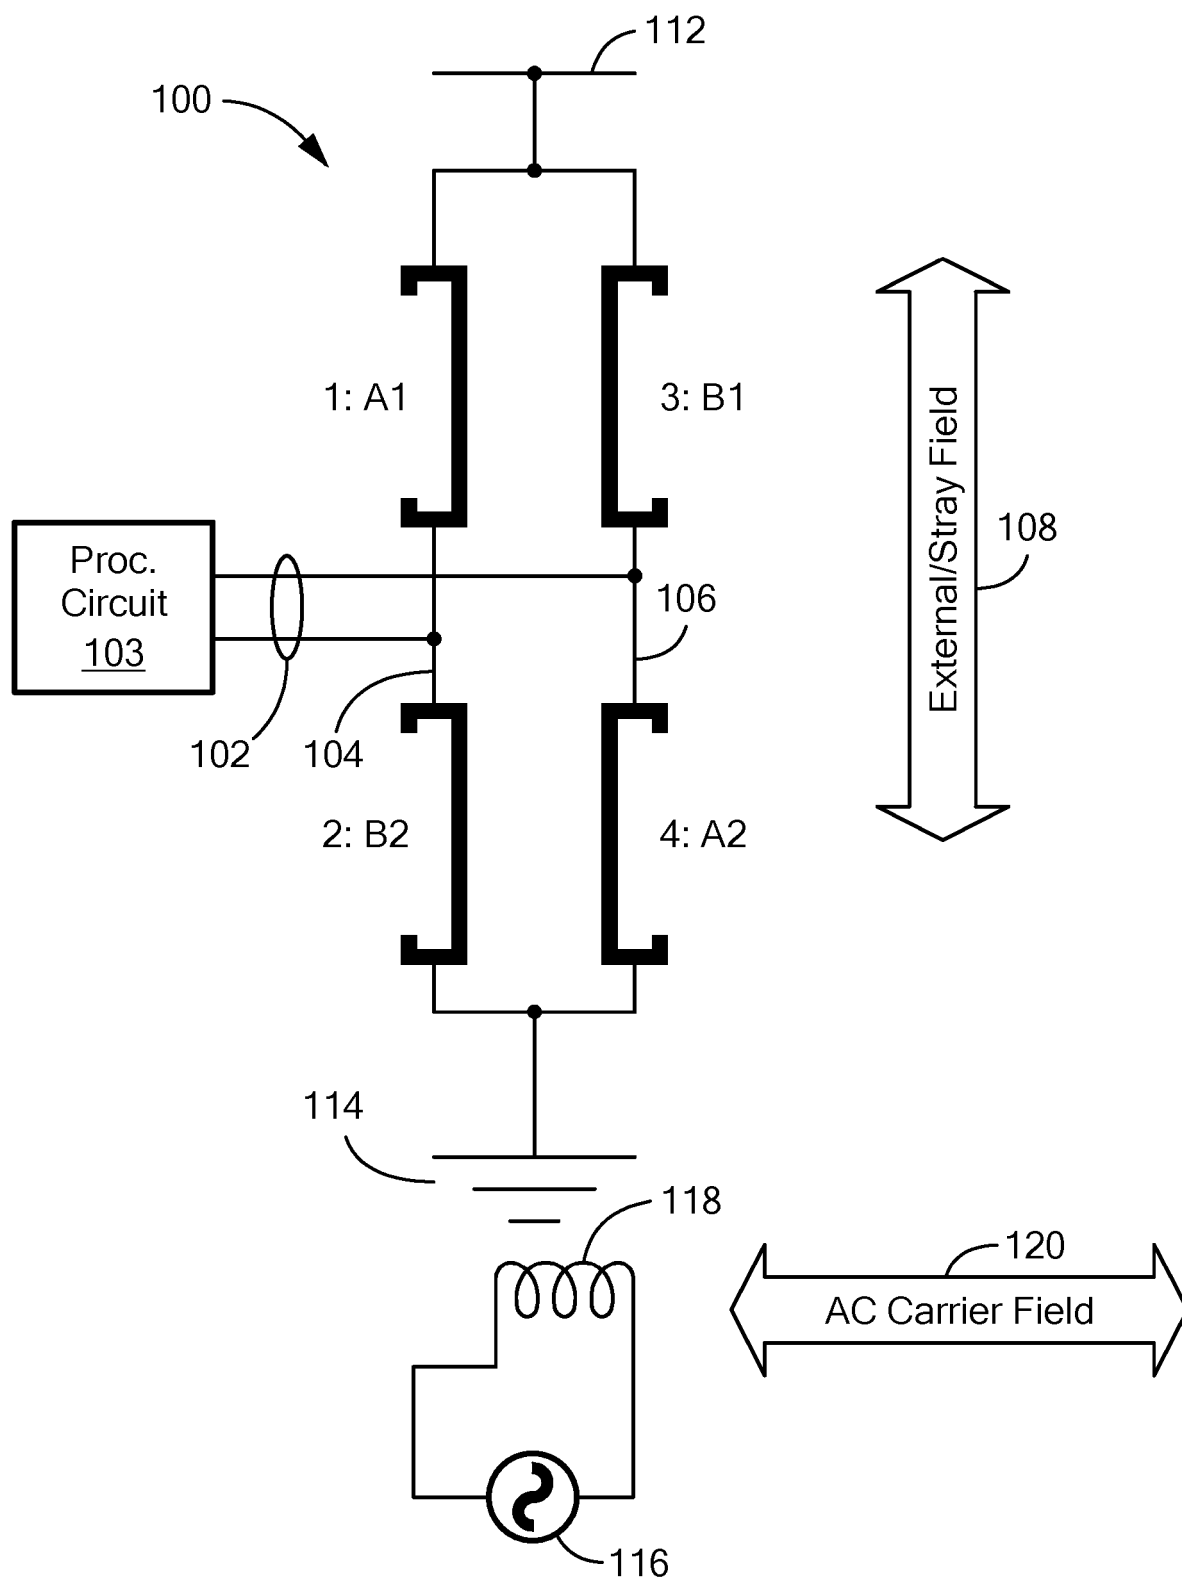 112
100
1: A1
3: B1
External/Stray Field
108
Proc.
Circuit
103
106
102
104
2: B2
4: A2
114
118
120
AC Carrier Field
116